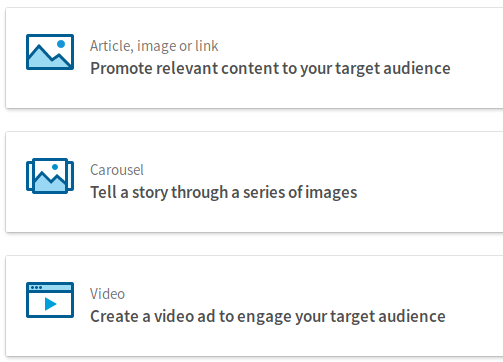 Article, image or link
Promote relevant content to your target audience
Carousel
Tell a story through a series of images
Video
Create a video ad to engage your target audience